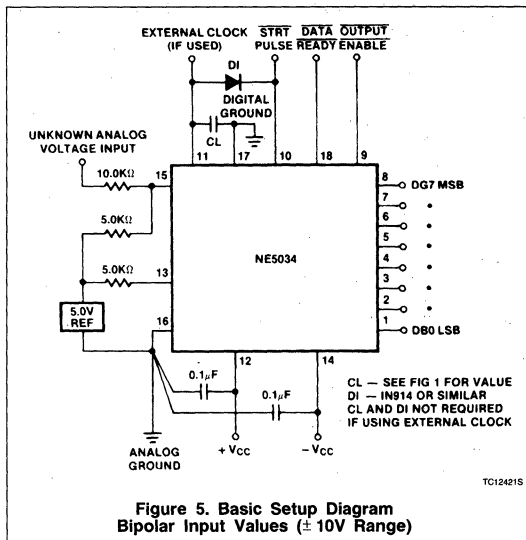 EXTERNAL CLOCK
(IF USED)
STRT
PULSE
DATA
READY
OUTPUT
ENABLE
DI
DIGITAL
GROUND
CL
UNKNOWN ANALOG
VOLTAGE INPUT
11
17
10
18
9
10.0KΩ
15
5.0KΩ
5.0KΩ
13
5.0V
REF
16
NE5034
8
DG7 MSB
7
6
5
4
3
2
1
DB0 LSB
12
14
0.1µF
0.1µF
ANALOG
GROUND
+ VCC
– VCC
CL — SEE FIG 1 FOR VALUE
DI — IN914 OR SIMILAR
CL AND DI NOT REQUIRED
IF USING EXTERNAL CLOCK
TC12421S
Figure 5. Basic Setup Diagram
Bipolar Input Values (± 10V Range)